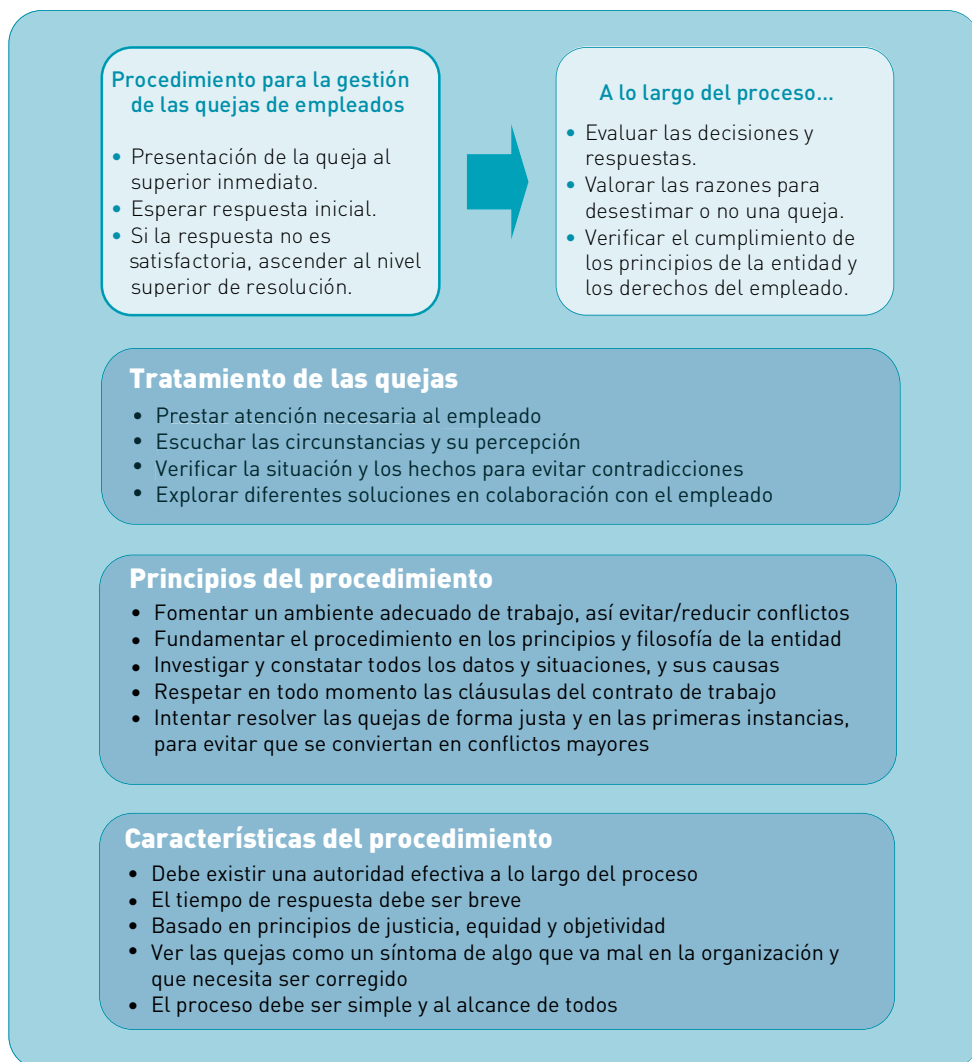 Procedimiento para la gestión
de las quejas de empleados
• Presentación de la queja al
superior inmediato.
• Esperar respuesta inicial.
• Si la respuesta no es
satisfactoria, ascender al nivel
superior de resolución.
A lo largo del proceso...
• Evaluar las decisiones y
respuestas.
• Valorar las razones para
desestimar o no una queja.
• Verificar el cumplimiento de
los principios de la entidad y
los derechos del empleado.
Tratamiento de las quejas
• Prestar atención necesaria al empleado
• Escuchar las circunstancias y su percepción
• Verificar la situación y los hechos para evitar contradicciones
• Explorar diferentes soluciones en colaboración con el empleado
Principios del procedimiento
• Fomentar un ambiente adecuado de trabajo, así evitar/reducir conflictos
• Fundamentar el procedimiento en los principios y filosofía de la entidad
• Investigar y constatar todos los datos y situaciones, y sus causas
• Respetar en todo momento las cláusulas del contrato de trabajo
• Intentar resolver las quejas de forma justa y en las primeras instancias,
para evitar que se conviertan en conflictos mayores
Características del procedimiento
• Debe existir una autoridad efectiva a lo largo del proceso
• El tiempo de respuesta debe ser breve
• Basado en principios de justicia, equidad y objetividad
• Ver las quejas como un síntoma de algo que va mal en la organización y
que necesita ser corregido
• El proceso debe ser simple y al alcance de todos